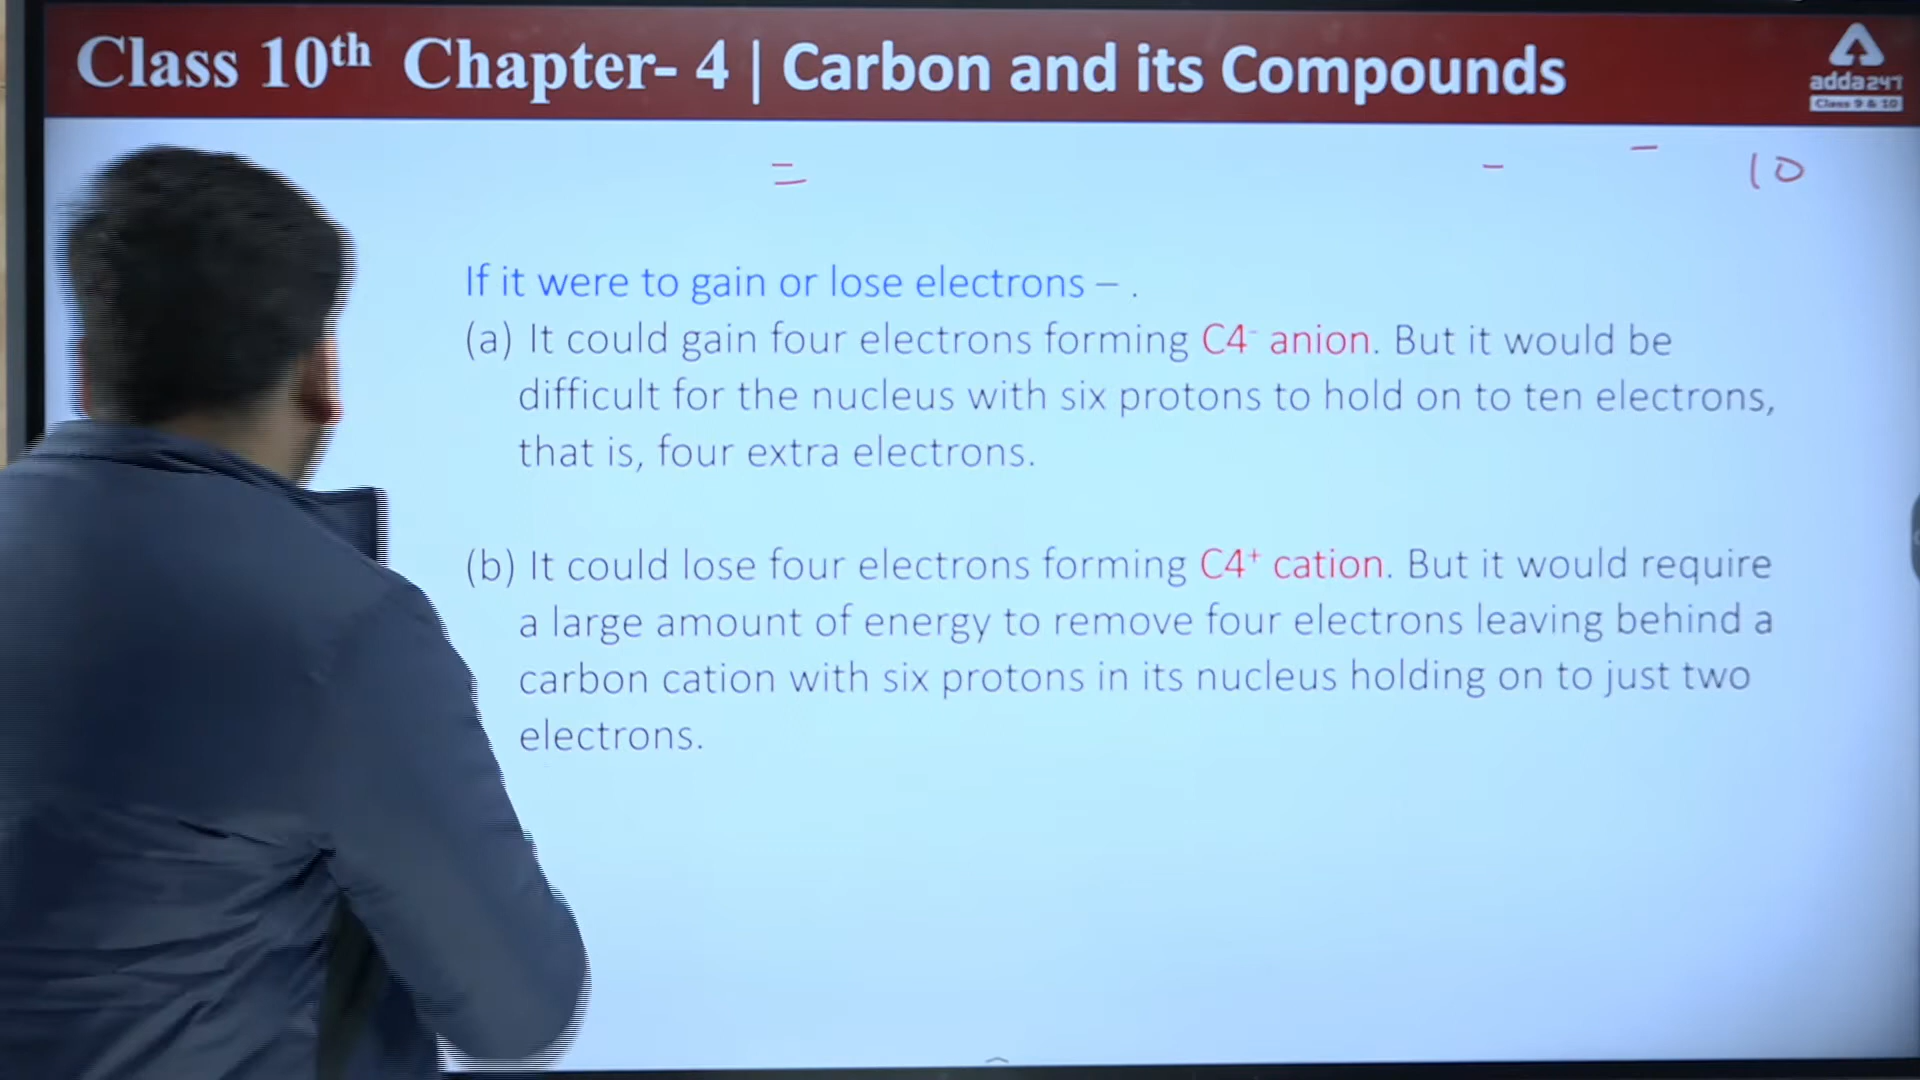 Class 10th Chapter- 4 | Carbon and its Compounds
adda247
Class 9 & 10
= - - 10
If it were to gain or lose electrons – .
(a) It could gain four electrons forming C4⁻ anion. But it would be
difficult for the nucleus with six protons to hold on to ten electrons,
that is, four extra electrons.
(b) It could lose four electrons forming C4⁺ cation. But it would require
a large amount of energy to remove four electrons leaving behind a
carbon cation with six protons in its nucleus holding on to just two
electrons.